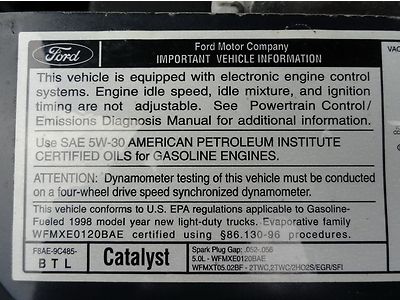 Ford
Ford Motor Company
IMPORTANT VEHICLE INFORMATION
This vehicle is equipped with electronic engine control
systems. Engine idle speed, idle mixture, and ignition
timing are not adjustable. See Powertrain Control/
Emissions Diagnosis Manual for additional information.
Use SAE 5W-30 AMERICAN PETROLEUM INSTITUTE
CERTIFIED OILS for GASOLINE ENGINES.
ATTENTION: Dynamometer testing of this vehicle must be conducted
on a four-wheel drive speed synchronized dynamometer.
This vehicle conforms to U.S. EPA regulations applicable to Gasoline-
Fueled 1998 model year new light-duty trucks. Evaporative family
WFMXE0120BAE certified using §86.130-96 procedures.
F8AE-9C485-
BTL
Catalyst
Spark Plug Gap: .052-.056
5.0L - WFMXE0120BAE
WFMXT05.02BF - 2TWC,2TWC/2HO2S/EGR/SFI
VAC